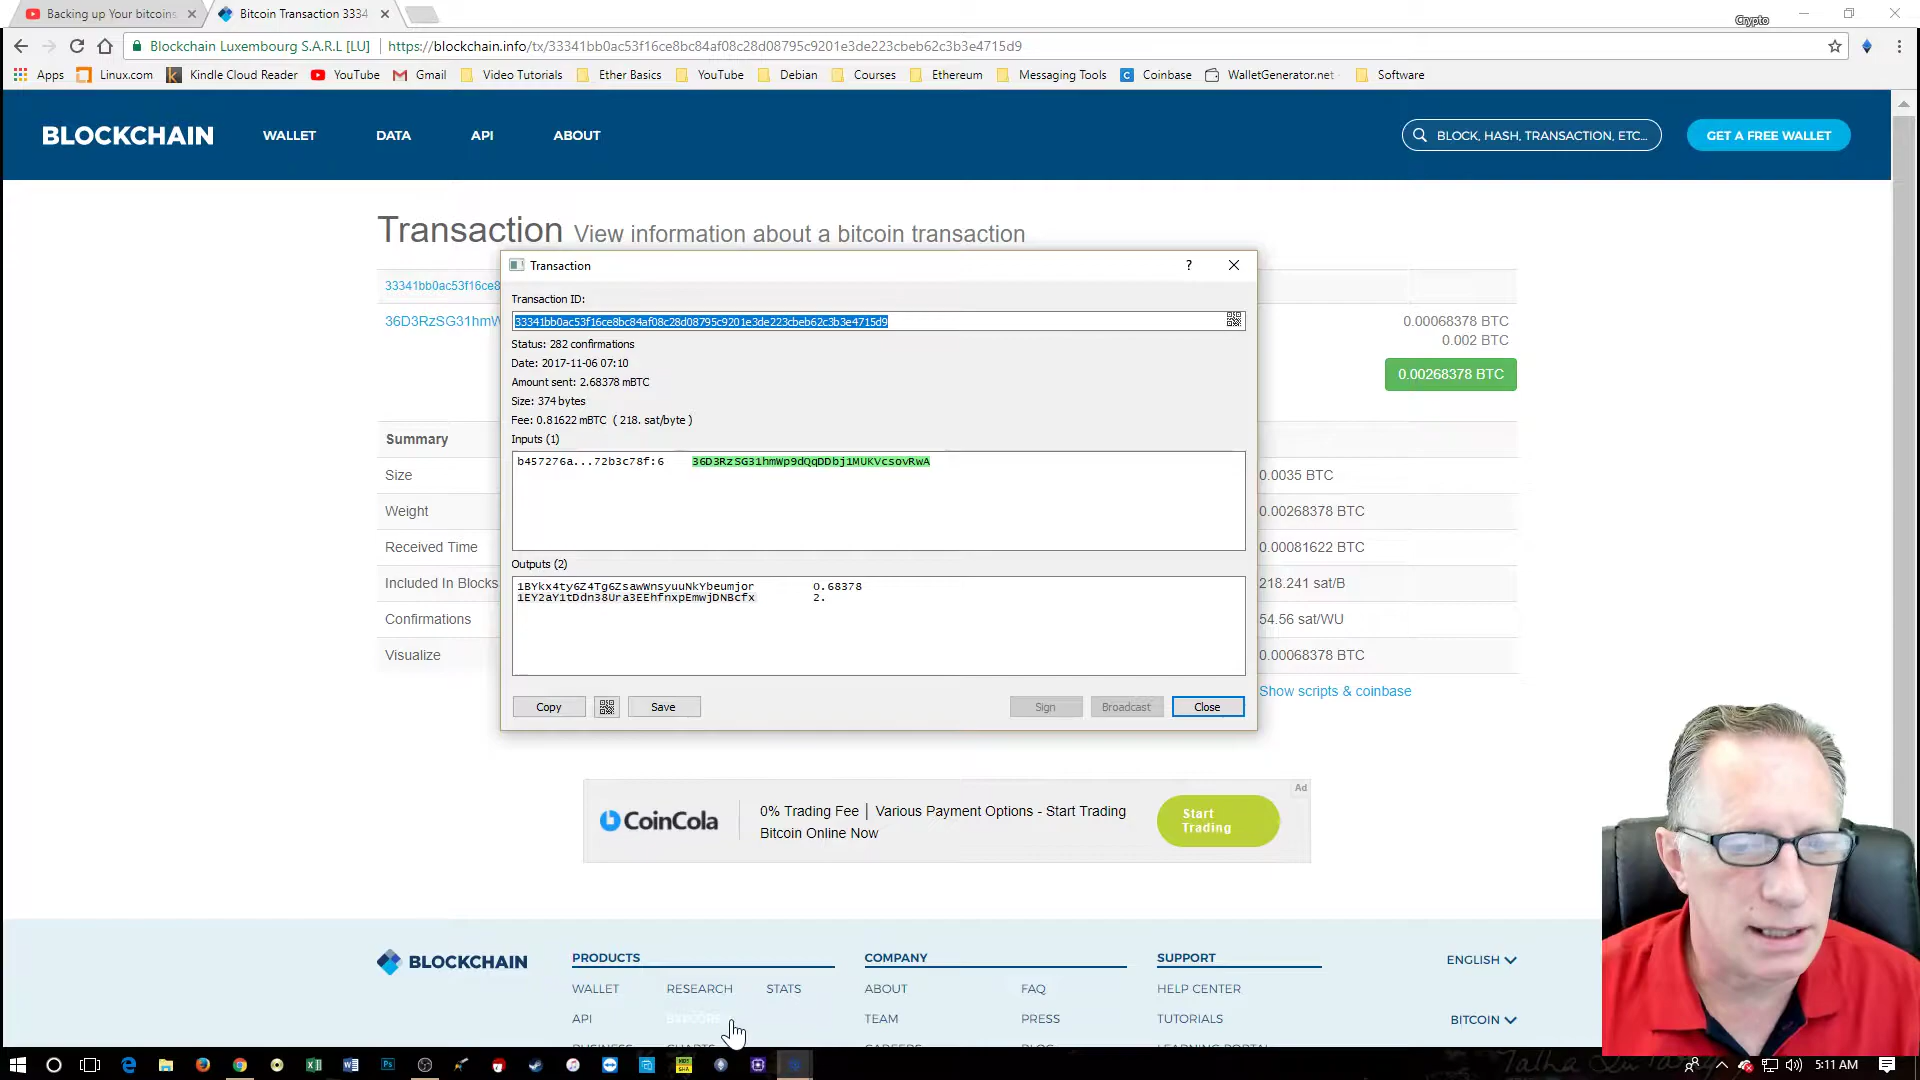 Backing up Your bitcoins
Bitcoin Transaction 3334
Crypto
Blockchain Luxembourg S.A.R.L [LU]
https://blockchain.info/tx/33341bb0ac53f16ce8bc84af08c28d08795c9201e3de223cbeb62c3b3e4715d9
Apps Linux.com Kindle Cloud Reader YouTube Gmail Video Tutorials Ether Basics YouTube Debian Courses Ethereum Messaging Tools Coinbase WalletGenerator.net Software
BLOCKCHAIN WALLET DATA API ABOUT BLOCK, HASH, TRANSACTION, ETC... GET A FREE WALLET
Transaction View information about a bitcoin transaction
33341bb0ac53f16ce8
36D3RzSG31hmW
0.00068378 BTC
0.002 BTC
0.00268378 BTC
Summary
Size 0.0035 BTC
Weight 0.00268378 BTC
Received Time 0.00081622 BTC
Included In Blocks 218.241 sat/B
Confirmations 54.56 sat/WU
Visualize 0.00068378 BTC
Show scripts & coinbase
Transaction ?
Transaction ID:
33341bb0ac53f16ce8bc84af08c28d08795c9201e3de223cbeb62c3b3e4715d9
Status: 282 confirmations
Date: 2017-11-06 07:10
Amount sent: 2.68378 mBTC
Size: 374 bytes
Fee: 0.81622 mBTC ( 218. sat/byte )
Inputs (1)
b457276a...72b3c78f:6 36D3RzSG31hmWp9dQqDDbj1MUKVcsovRwA
Outputs (2)
1BYkx4ty6Z4Tg6ZsawWnsyuuNkYbeumjor 0.68378
1EY2aY1tDdn38Ura3EEhfnxpEmwjDNBcfx 2.
Copy Save Sign Broadcast Close
Ad
CoinCola
0% Trading Fee | Various Payment Options - Start Trading
Bitcoin Online Now
Start
Trading
BLOCKCHAIN
PRODUCTS COMPANY SUPPORT ENGLISH
WALLET RESEARCH STATS ABOUT FAQ HELP CENTER
API TEAM PRESS TUTORIALS BITCOIN
BUSINESS CHARTS CAREERS BLOG LEARNING PORTAL
5:11 AM